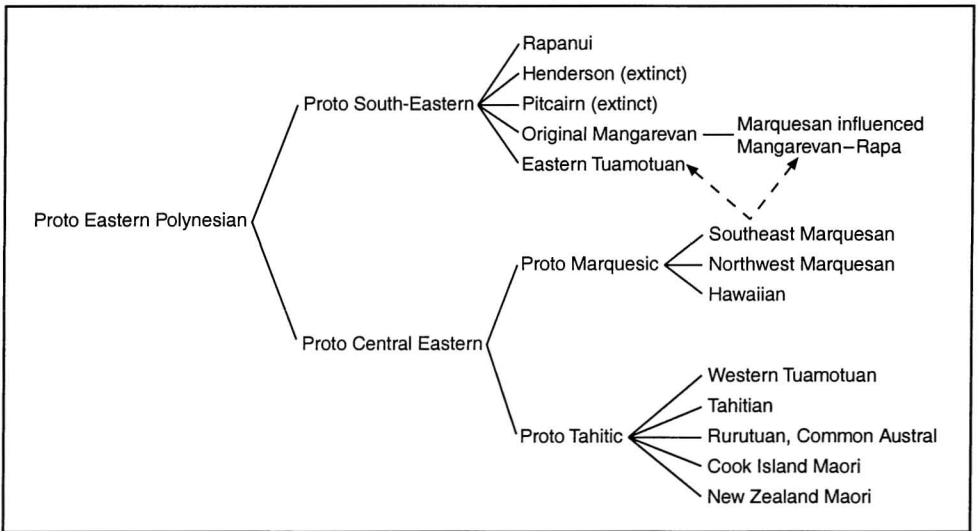 Rapanui
Henderson (extinct)
Proto South-Eastern
Pitcairn (extinct)
Original Mangarevan
Marquesan influenced
Mangarevan–Rapa
Eastern Tuamotuan
Proto Eastern Polynesian
Southeast Marquesan
Proto Marquesic
Northwest Marquesan
Hawaiian
Proto Central Eastern
Western Tuamotuan
Tahitian
Proto Tahitic
Rurutuan, Common Austral
Cook Island Maori
New Zealand Maori